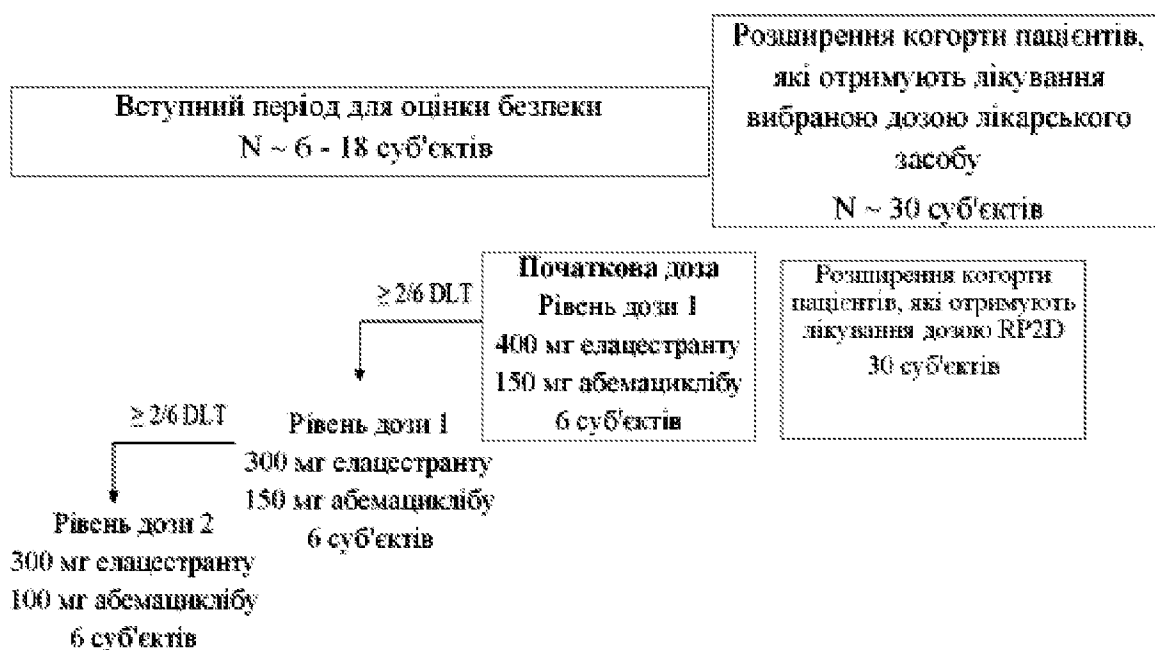 Вступний період для оцінки безпеки
N ~ 6 - 18 суб'єктів
Розширення когорти пацієнтів,
які отримують лікування
вибраною дозою лікарського
засобу
N ~ 30 суб'єктів
Початкова доза
Рівень дози 1
400 мг елацестранту
150 мг абемациклібу
6 суб'єктів
Розширення когорти
пацієнтів, які отримують
лікування дозою RP2D
30 суб'єктів
≥ 2/6 DLT
Рівень дози 1
300 мг елацестранту
150 мг абемациклібу
6 суб'єктів
≥ 2/6 DLT
Рівень дози 2
300 мг елацестранту
100 мг абемациклібу
6 суб'єктів